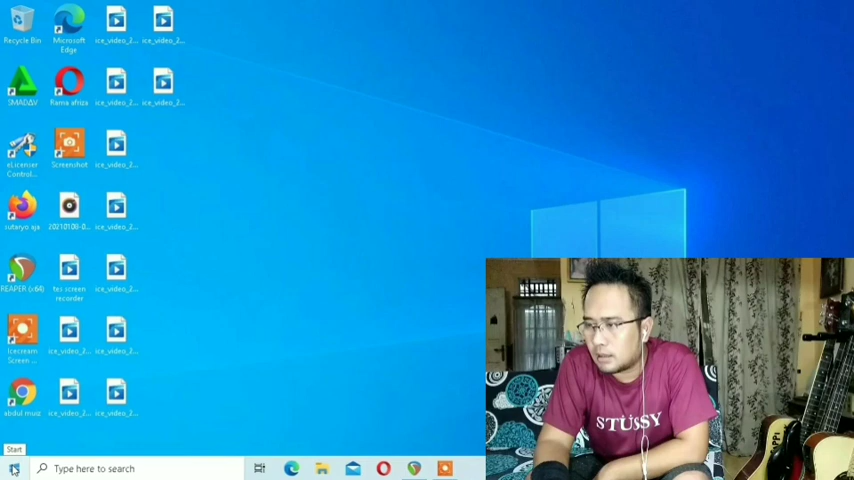 Recycle Bin
Microsoft Edge
ice_video_2...
ice_video_2...
SMADΔV
Rama afriza
ice_video_2...
ice_video_2...
eLicenser Control...
Screenshot
ice_video_2...
cutaryo aja
20210108-0...
ice_video_2...
REAPER (x64)
tes screen recorder
ice_video_2...
Icecream Screen ...
ice_video_2...
ice_video_2...
abdul muiz
ice_video_2...
ice_video_2...
Start
Type here to search
STÜSSY